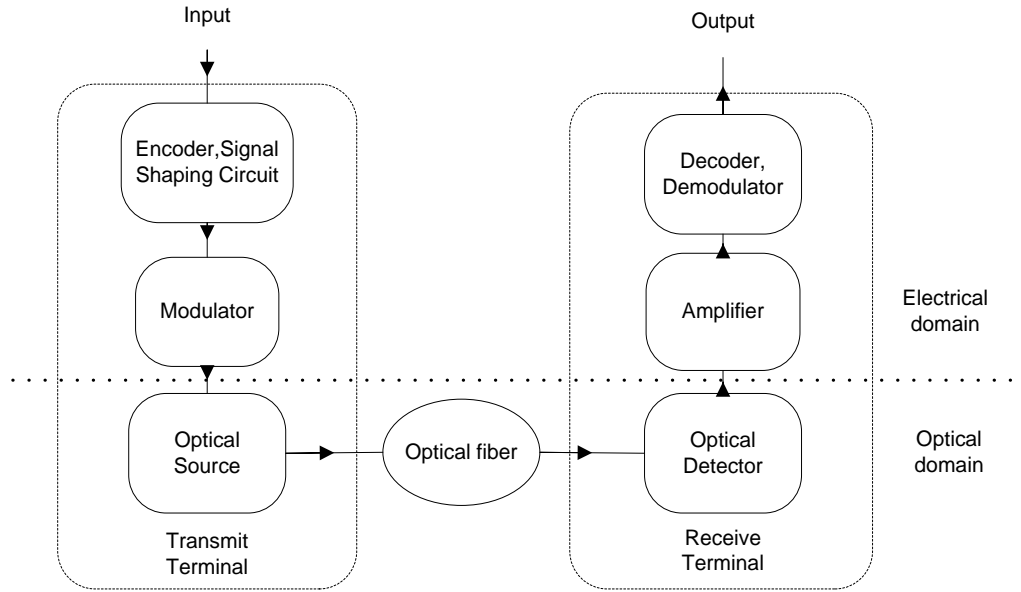 Input
Output
Encoder,Signal
Shaping Circuit
Decoder,
Demodulator
Modulator
Amplifier
Electrical
domain
Optical
Source
Optical fiber
Optical
Detector
Optical
domain
Transmit
Terminal
Receive
Terminal